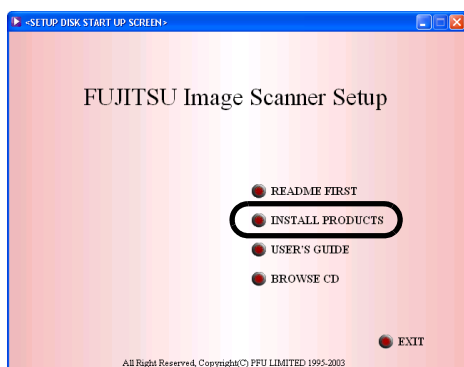 <SETUP DISK START UP SCREEN>
FUJITSU Image Scanner Setup
README FIRST
INSTALL PRODUCTS
USER'S GUIDE
BROWSE CD
EXIT
All Right Reserved, Copyright(C) PFU LIMITED 1995-2003